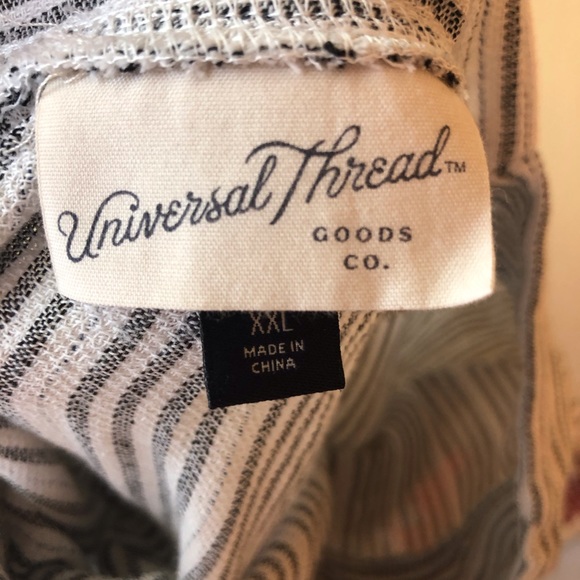 Universal Thread™
GOODS
CO.
XXL
MADE IN
CHINA